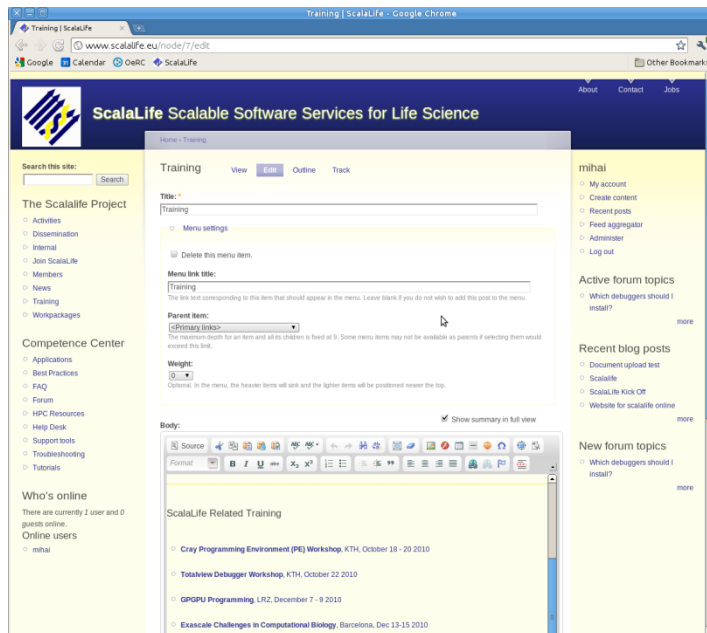 Training | ScalaLife - Google Chrome
Training | ScalaLife
www.scalalife.eu/node/7/edit
Google Calendar OeRC ScalaLife Other Bookmarks
About Contact Jobs
ScalaLife Scalable Software Services for Life Science
Home › Training
Search this site:
Search
The Scalalife Project
Activities
Dissemination
Internal
Join ScalaLife
Members
News
Training
Workpackages
Competence Center
Applications
Best Practices
FAQ
Forum
HPC Resources
Help Desk
Support tools
Troubleshooting
Tutorials
Who's online
There are currently 1 user and 0
guests online.
Online users
mihai
Training View Edit Outline Track
Title: *
Training
Menu settings
Delete this menu item.
Menu link title:
Training
The link text corresponding to this item that should appear in the menu. Leave blank if you do not wish to add this post to the menu.
Parent item:
<Primary links>
The maximum depth for an item and all its children is fixed at 9. Some menu items may not be available as parents if selecting them would
exceed this limit.
Weight:
0
Optional. In the menu, the heavier items will sink and the lighter items will be positioned nearer the top.
Show summary in full view
Body:
Source
Format B I U abc X₂ X²
ScalaLife Related Training
Cray Programming Environment (PE) Workshop, KTH, October 18 - 20 2010
Totalview Debugger Workshop, KTH, October 22 2010
GPGPU Programming, LRZ, December 7 - 9 2010
Exascale Challenges in Computational Biology, Barcelona, Dec 13-15 2010
mihai
My account
Create content
Recent posts
Feed aggregator
Administer
Log out
Active forum topics
Which debuggers should I
install?
more
Recent blog posts
Document upload test
Scalalife
ScalaLife Kick Off
Website for scalalife online
more
New forum topics
Which debuggers should I
install?
more